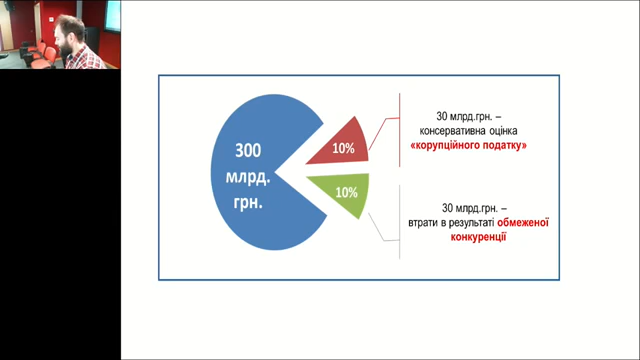 300
млрд.
грн.
10%
10%
30 млрд.грн. –
консервативна оцінка
«корупційного податку»
30 млрд.грн. –
втрати в результаті обмеженої
конкуренції